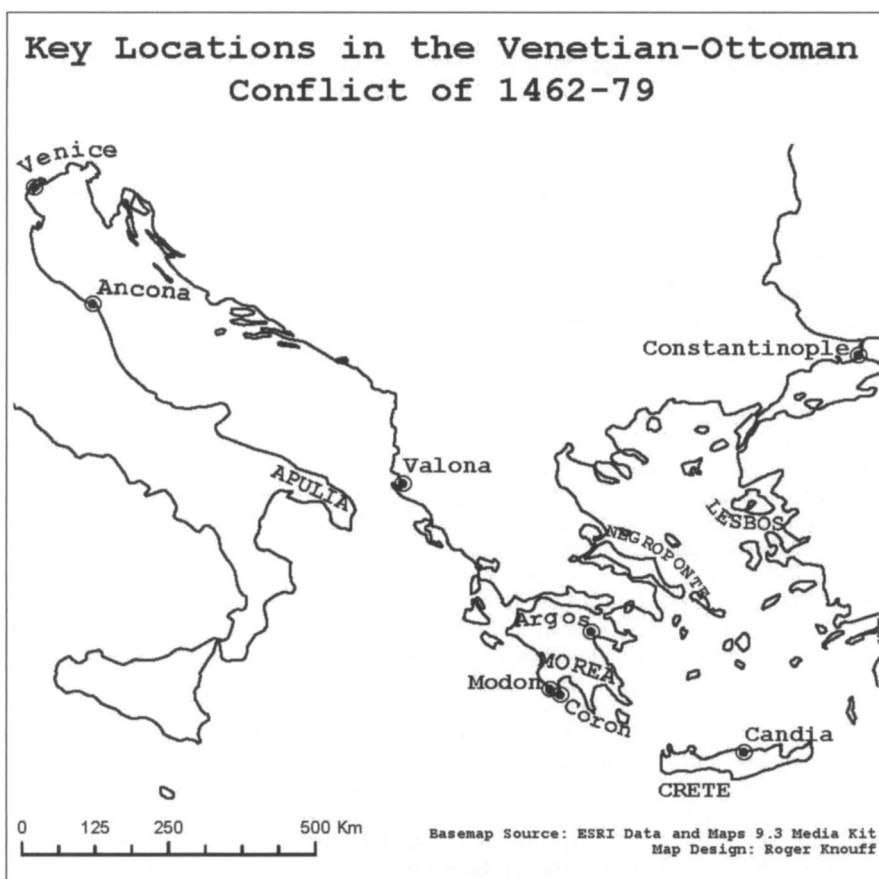 Key Locations in the Venetian-Ottoman
Conflict of 1462-79
Venice
Ancona
Constantinople
Valona
APULIA
LESBOS
NEGROPONTE
Argos
MOREA
Modon
Coron
Candia
CRETE
0 125 250 500 Km
Basemap Source: ESRI Data and Maps 9.3 Media Kit
Map Design: Roger Knouff